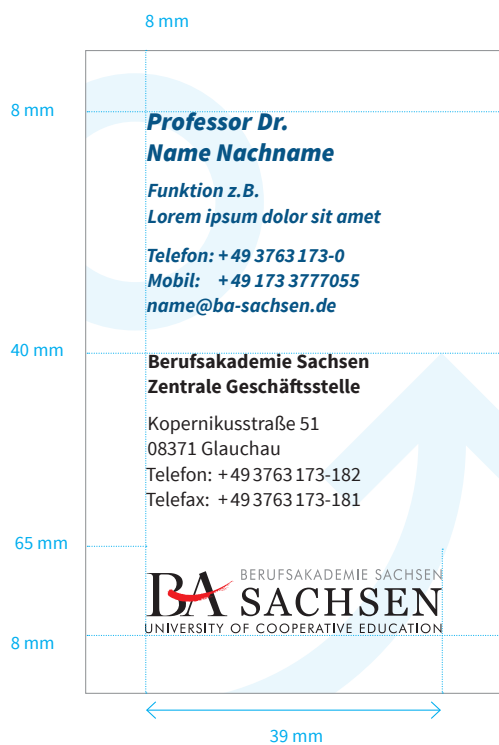 8 mm
8 mm
Professor Dr.
Name Nachname
Funktion z.B.
Lorem ipsum dolor sit amet
Telefon: + 49 3763 173-0
Mobil: + 49 173 3777055
name@ba-sachsen.de
40 mm
Berufsakademie Sachsen
Zentrale Geschäftsstelle
Kopernikusstraße 51
08371 Glauchau
Telefon: + 49 3763 173-182
Telefax: + 49 3763 173-181
65 mm
BERUFSAKADEMIE SACHSEN
BA SACHSEN
UNIVERSITY OF COOPERATIVE EDUCATION
8 mm
39 mm